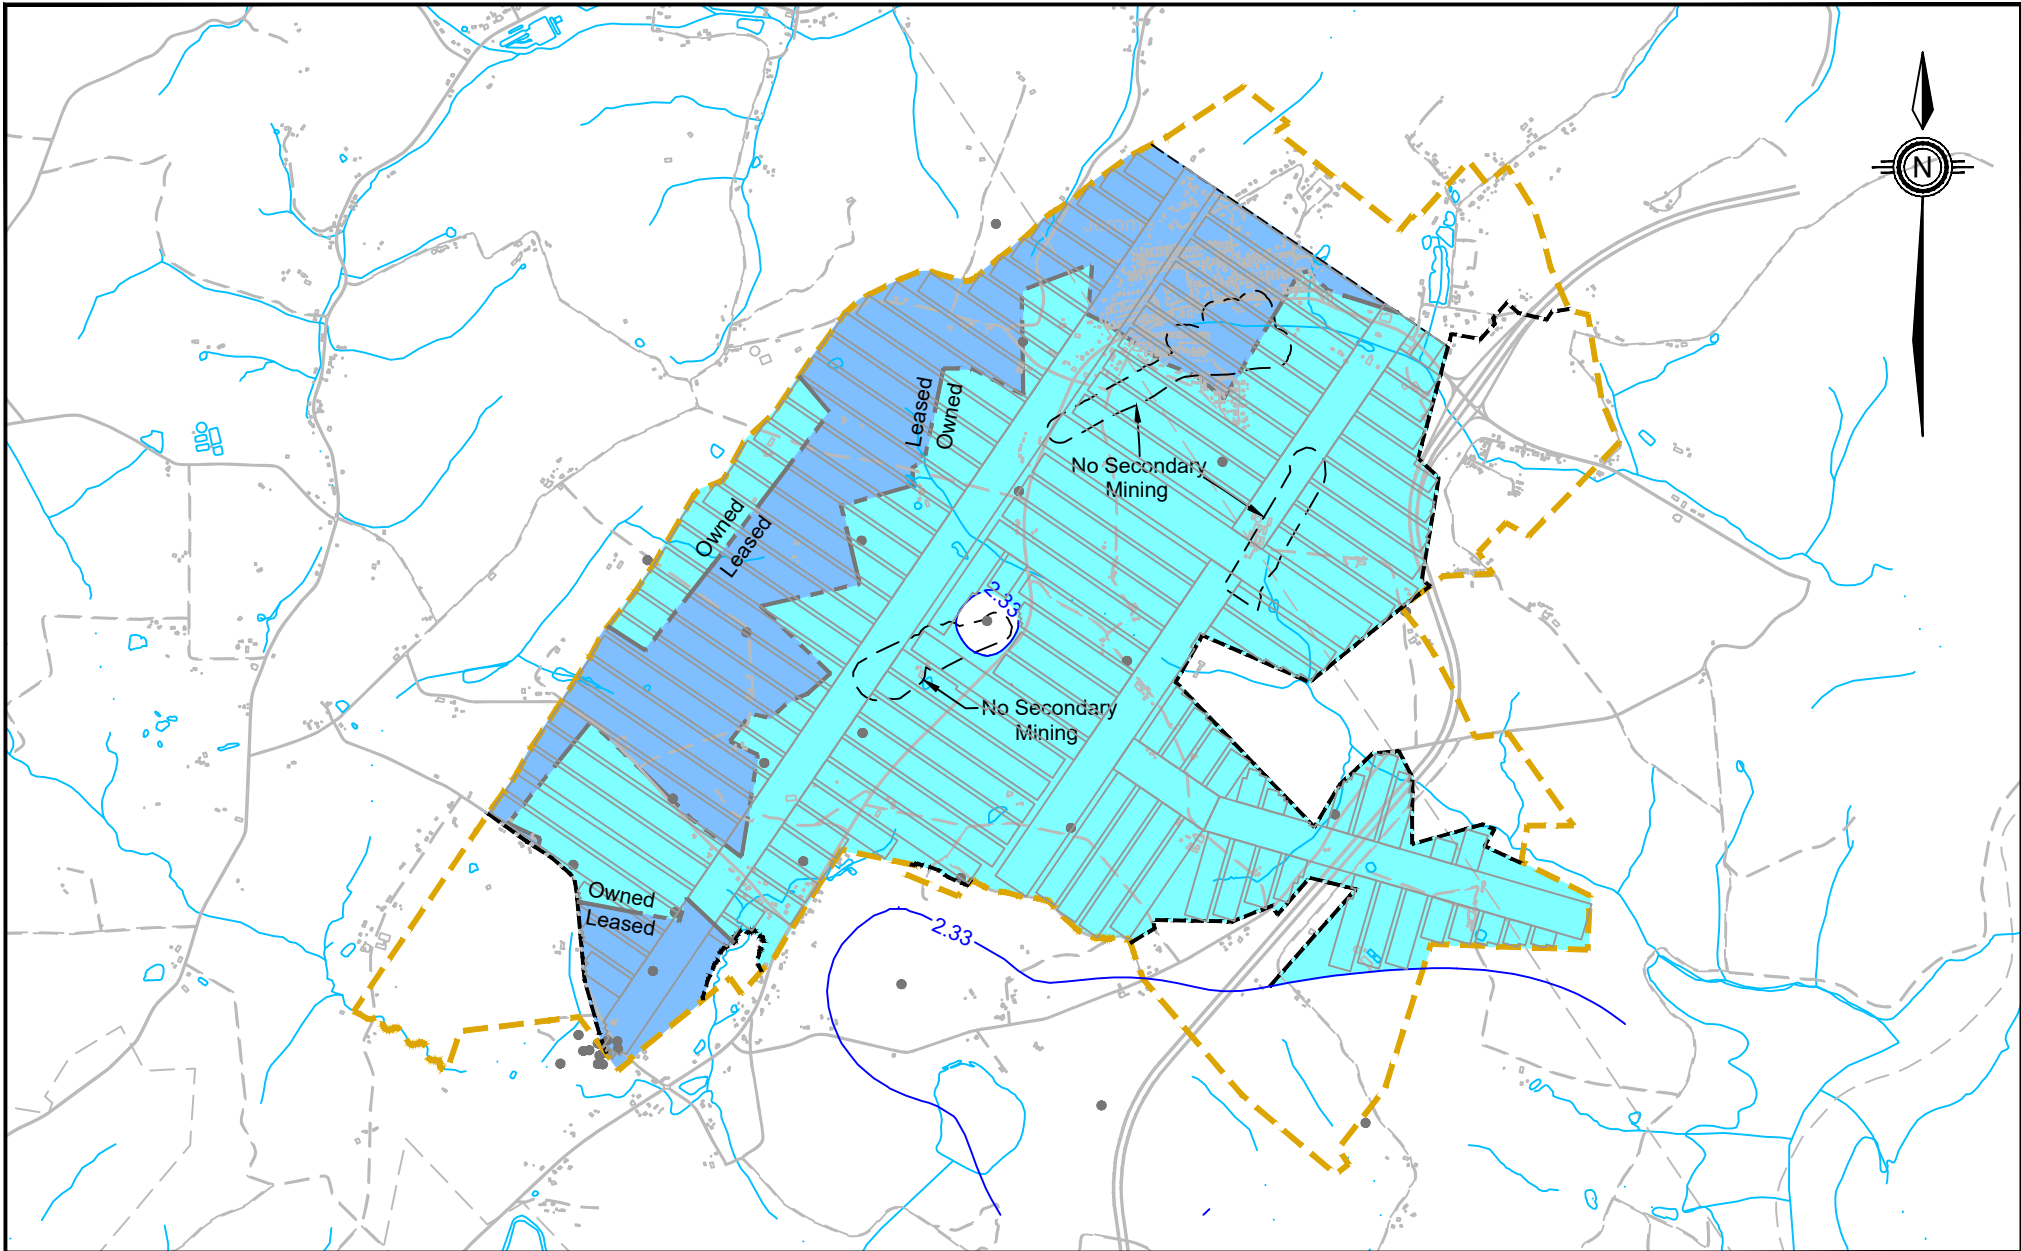 N
Leased
Owned
No Secondary
Mining
Owned
Leased
2.33
No Secondary
Mining
Owned
Leased
2.33